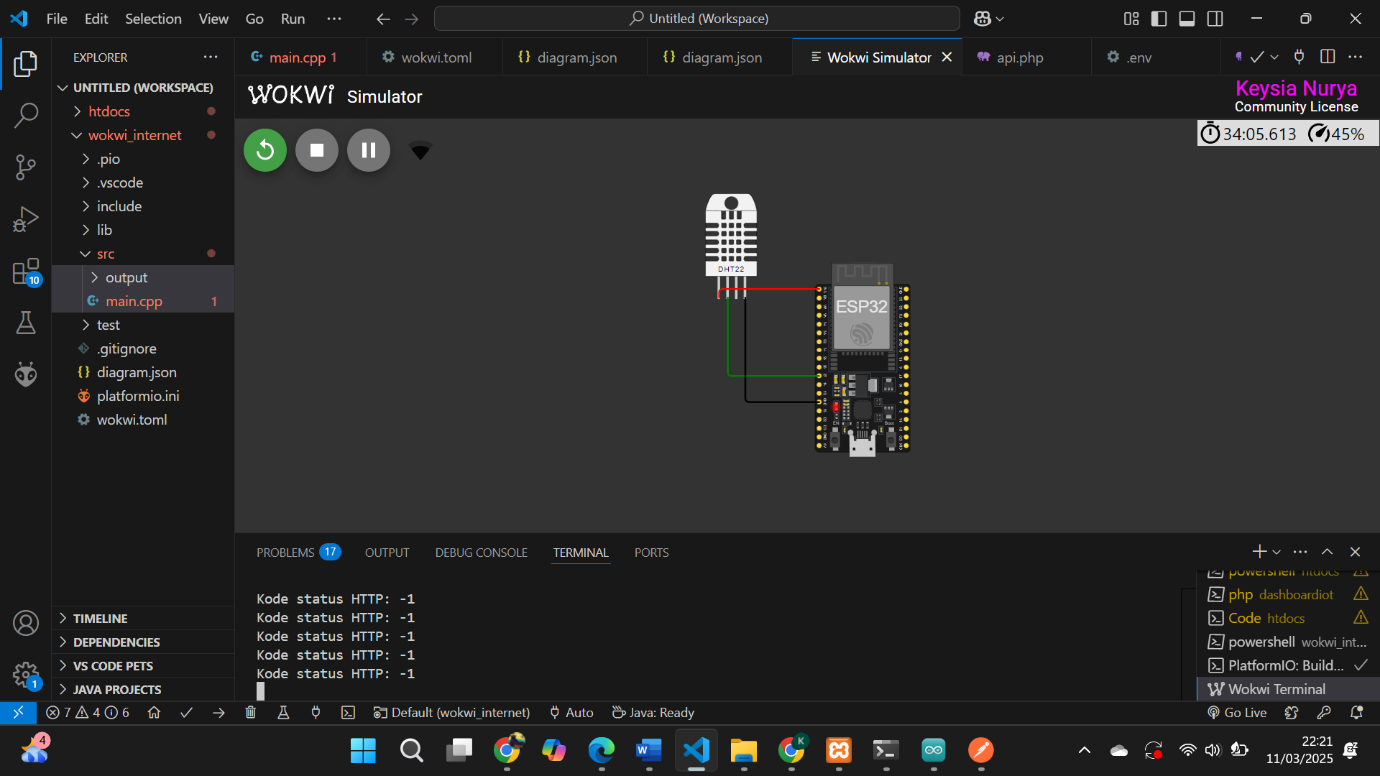 File Edit Selection View Go Run ···
Untitled (Workspace)
EXPLORER ···
main.cpp 1
wokwi.toml
{} diagram.json
{} diagram.json
Wokwi Simulator
api.php
.env
UNTITLED (WORKSPACE)
htdocs
wokwi_internet
.pio
.vscode
include
lib
src
output
main.cpp 1
test
.gitignore
{} diagram.json
platformio.ini
wokwi.toml
10
TIMELINE
DEPENDENCIES
VS CODE PETS
JAVA PROJECTS
1
WOKWi Simulator
Keysia Nurya
Community License
34:05.613 45%
DHT22
ESP32
PROBLEMS 17 OUTPUT DEBUG CONSOLE TERMINAL PORTS
Kode status HTTP: -1
Kode status HTTP: -1
Kode status HTTP: -1
Kode status HTTP: -1
Kode status HTTP: -1
powershell htdocs
php dashboardiot
Code htdocs
powershell wokwi_int...
PlatformIO: Build...
Wokwi Terminal
7 4 6
Default (wokwi_internet)
Auto
Java: Ready
Go Live
4
K
22:21
11/03/2025